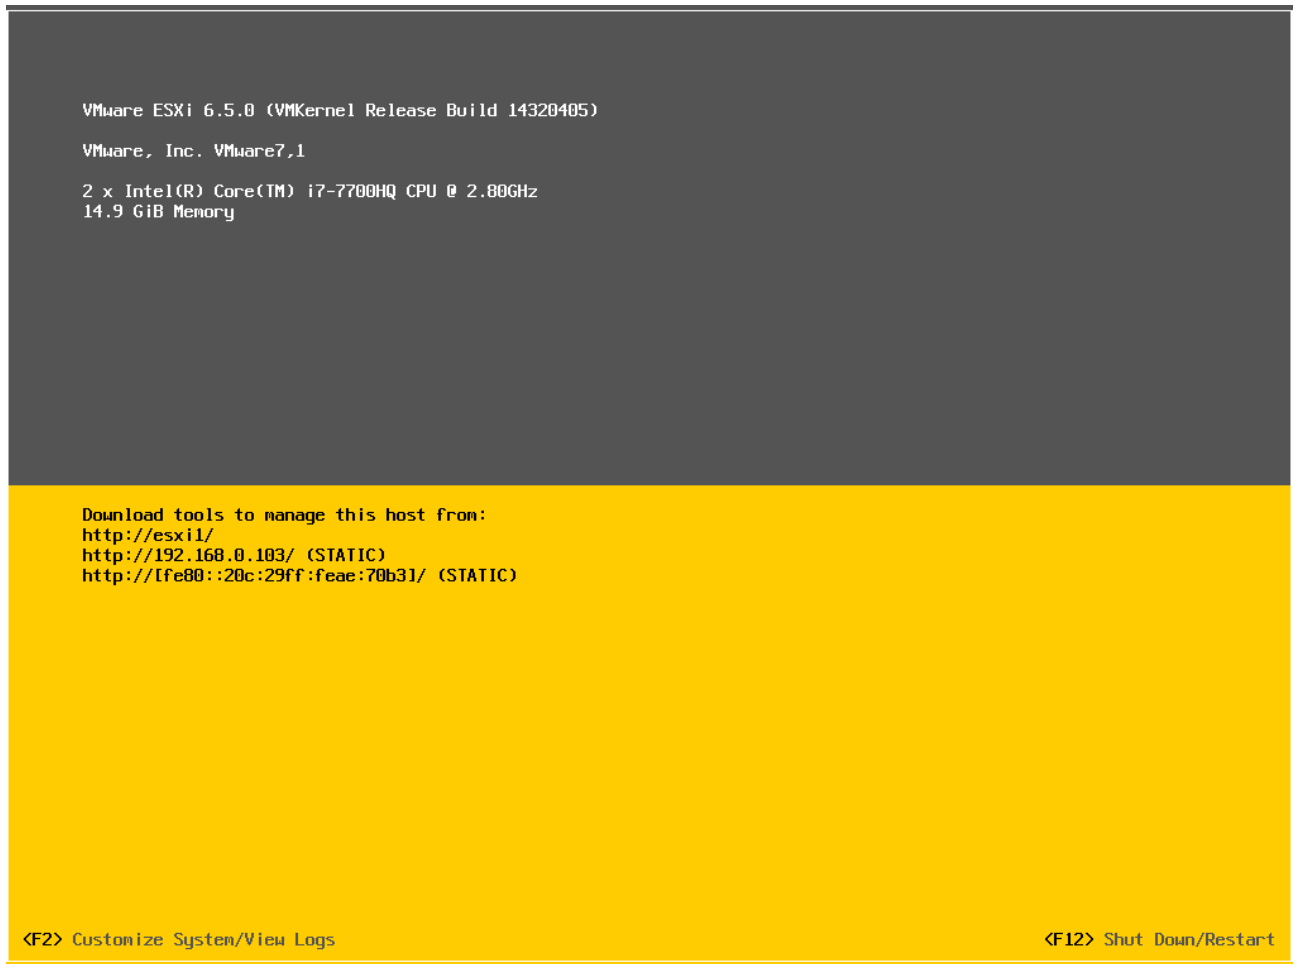 VMware ESXi 6.5.0 (VMKernel Release Build 14320405)
VMware, Inc. VMware7,1
2 x Intel(R) Core(TM) i7-7700HQ CPU @ 2.80GHz
14.9 GiB Memory
Download tools to manage this host from:
http://esxi1/
http://192.168.0.103/ (STATIC)
http://[fe80::20c:29ff:feae:70b3]/ (STATIC)
<F2> Customize System/View Logs
<F12> Shut Down/Restart